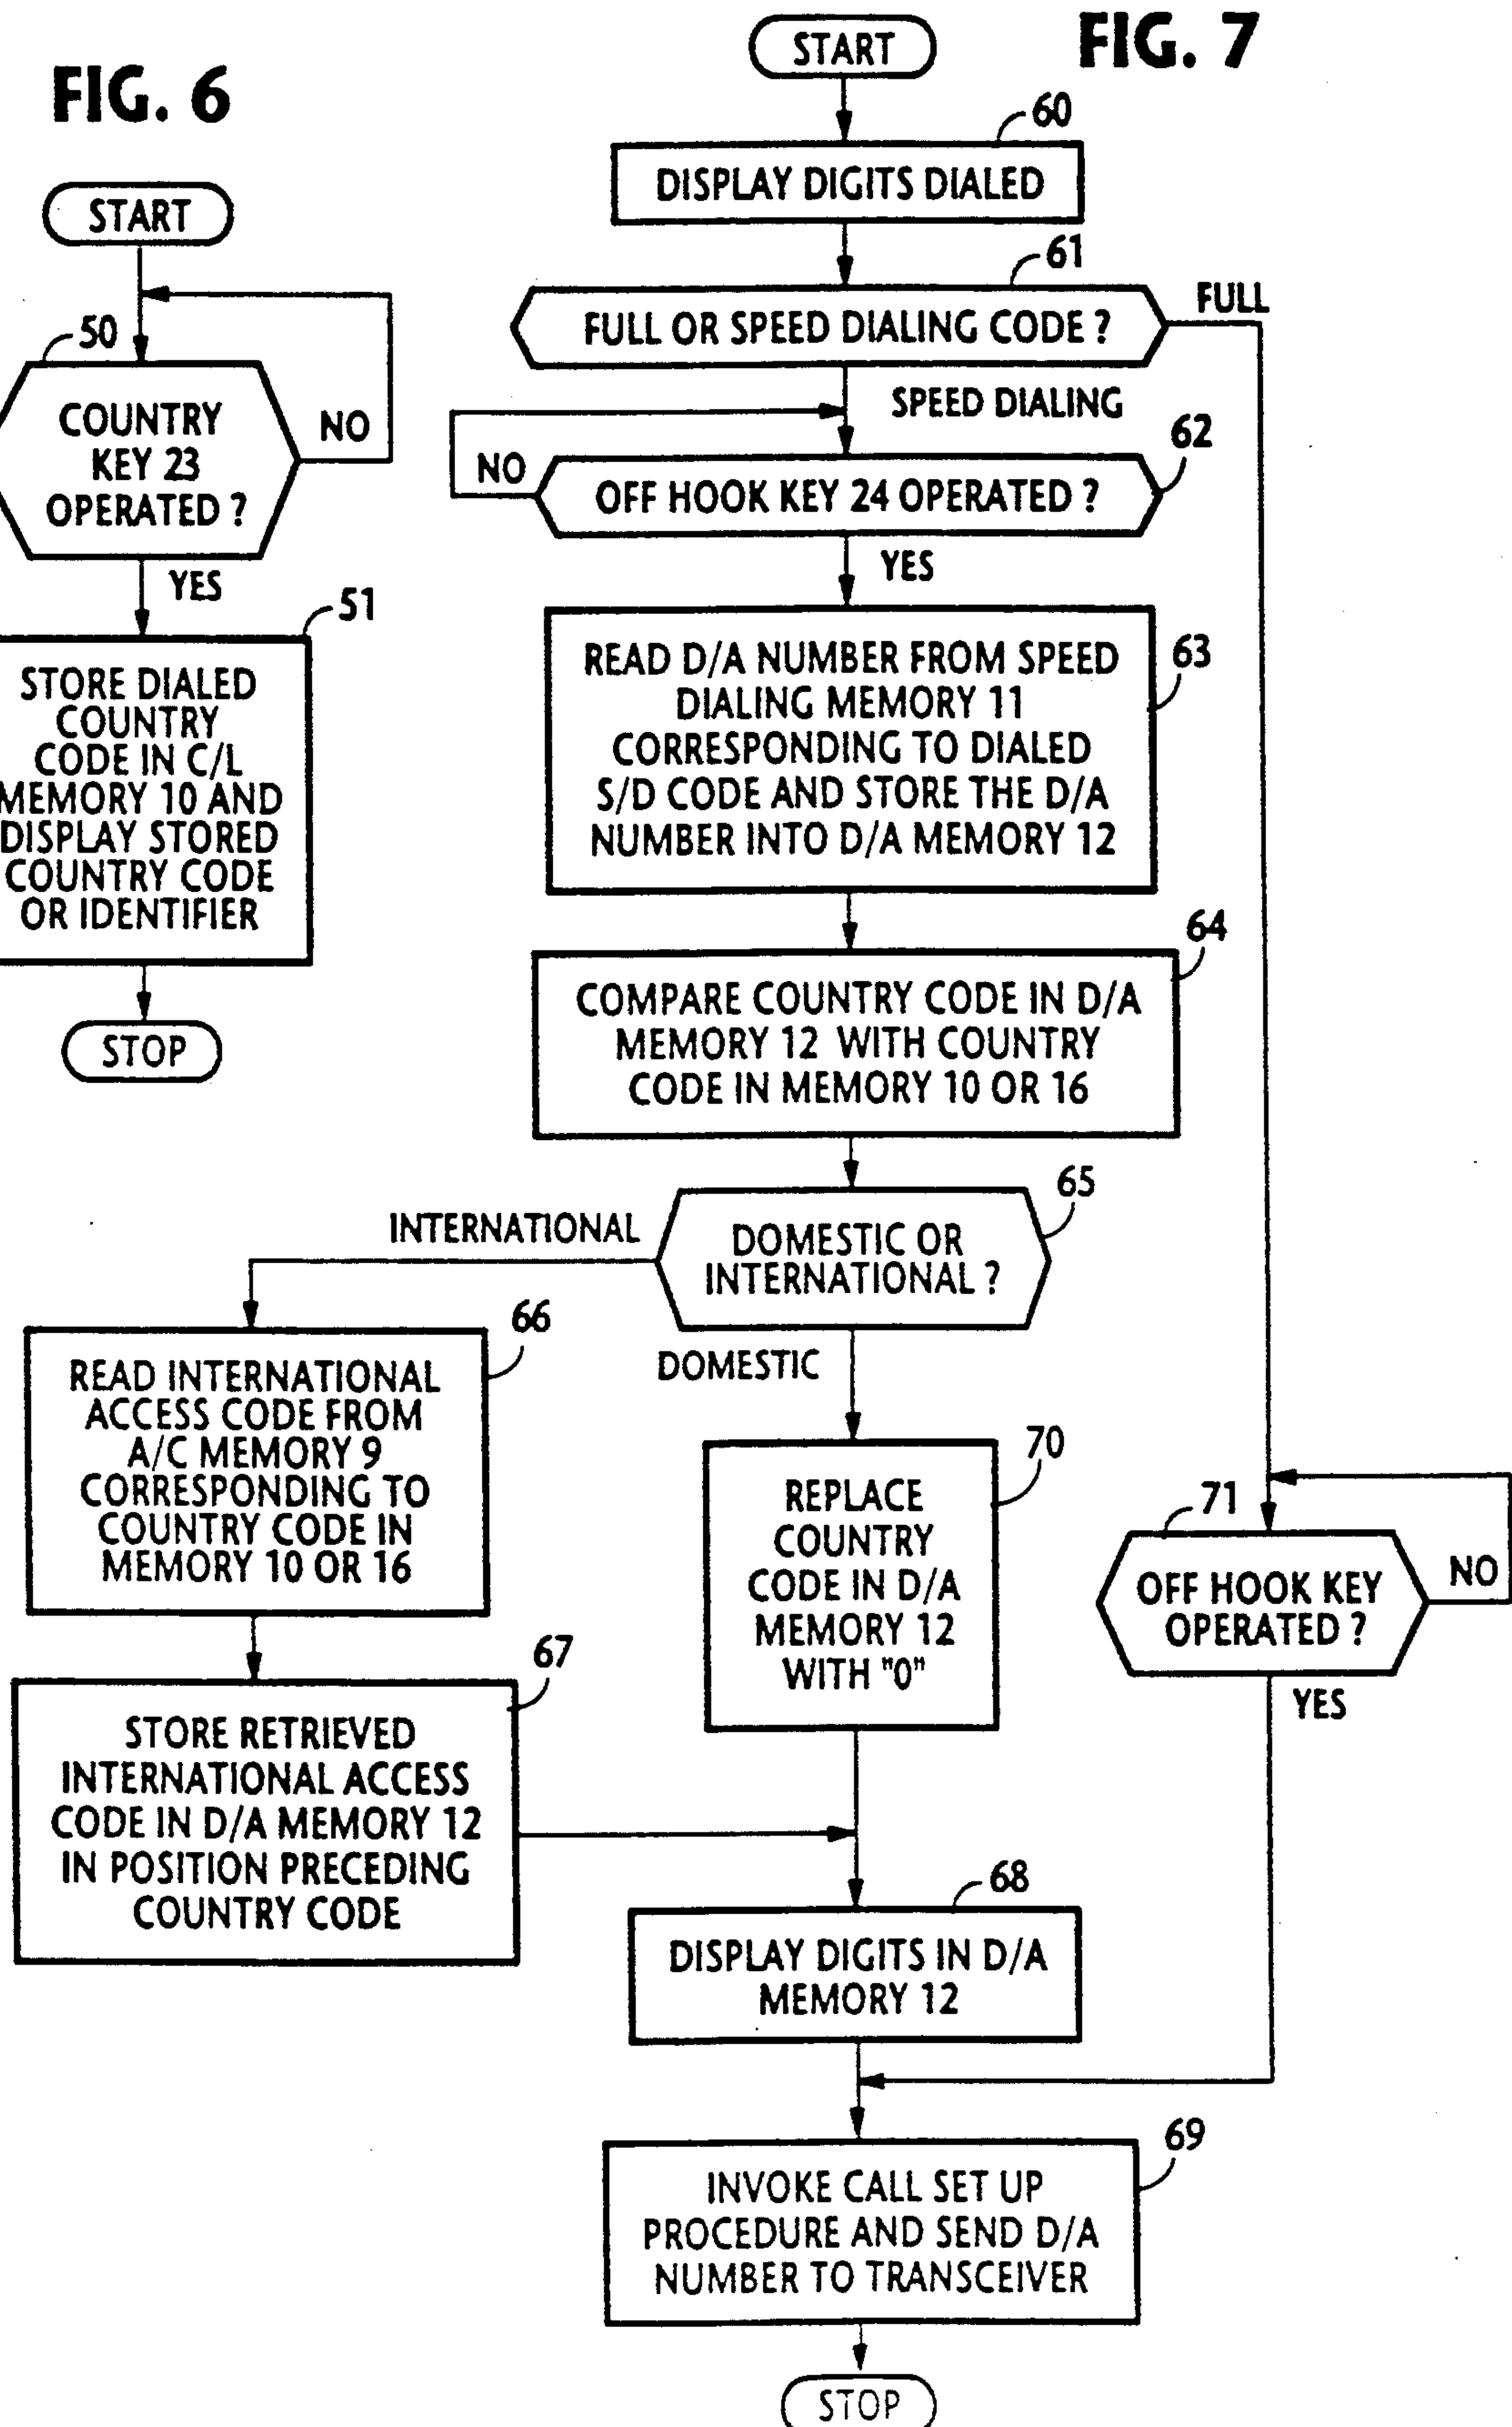 FIG. 6
START
50
COUNTRY
KEY 23
OPERATED ?
NO
YES
51
STORE DIALED
COUNTRY
CODE IN C/L
MEMORY 10 AND
DISPLAY STORED
COUNTRY CODE
OR IDENTIFIER
STOP
FIG. 7
START
60
DISPLAY DIGITS DIALED
61
FULL OR SPEED DIALING CODE ?
FULL
SPEED DIALING
62
NO
OFF HOOK KEY 24 OPERATED ?
YES
63
READ D/A NUMBER FROM SPEED
DIALING MEMORY 11
CORRESPONDING TO DIALED
S/D CODE AND STORE THE D/A
NUMBER INTO D/A MEMORY 12
64
COMPARE COUNTRY CODE IN D/A
MEMORY 12 WITH COUNTRY
CODE IN MEMORY 10 OR 16
65
INTERNATIONAL
DOMESTIC OR
INTERNATIONAL ?
DOMESTIC
66
READ INTERNATIONAL
ACCESS CODE FROM
A/C MEMORY 9
CORRESPONDING TO
COUNTRY CODE IN
MEMORY 10 OR 16
67
STORE RETRIEVED
INTERNATIONAL ACCESS
CODE IN D/A MEMORY 12
IN POSITION PRECEDING
COUNTRY CODE
70
REPLACE
COUNTRY
CODE IN D/A
MEMORY 12
WITH "0"
71
OFF HOOK KEY
OPERATED ?
NO
YES
68
DISPLAY DIGITS IN D/A
MEMORY 12
69
INVOKE CALL SET UP
PROCEDURE AND SEND D/A
NUMBER TO TRANSCEIVER
STOP